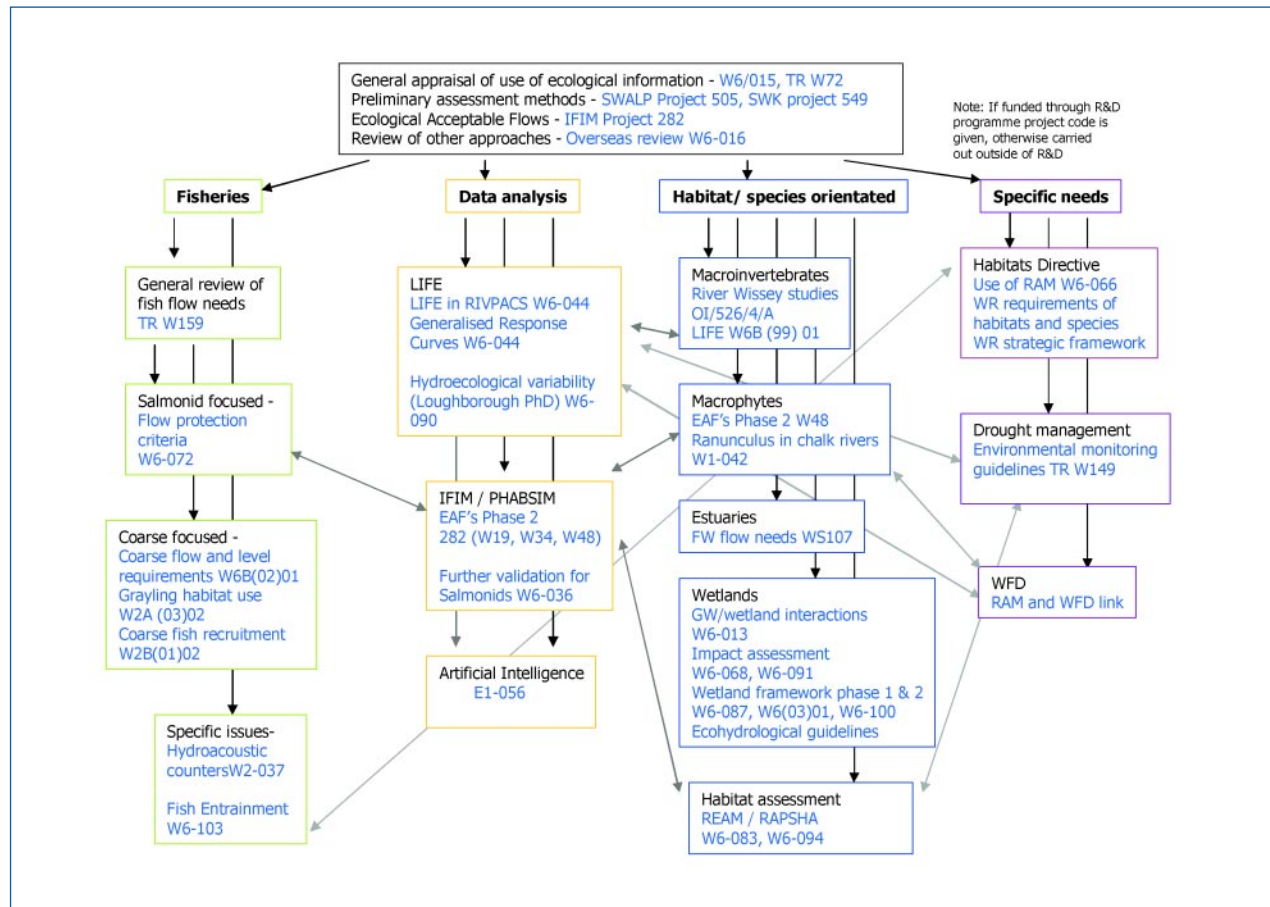 General appraisal of use of ecological information - W6/015, TR W72
Preliminary assessment methods - SWALP Project 505, SWK project 549
Ecological Acceptable Flows - IFIM Project 282
Review of other approaches - Overseas review W6-016
Note: If funded through R&D
programme project code is
given, otherwise carried
out outside of R&D
Fisheries
Data analysis
Habitat/ species orientated
Specific needs
General review of
fish flow needs
TR W159
Salmonid focused -
Flow protection
criteria
W6-072
Coarse focused -
Coarse flow and level
requirements W6B(02)01
Grayling habitat use
W2A (03)02
Coarse fish recruitment
W2B(01)02
Specific issues-
Hydroacoustic
countersW2-037
Fish Entrainment
W6-103
LIFE
LIFE in RIVPACS W6-044
Generalised Response
Curves W6-044
Hydroecological variability
(Loughborough PhD) W6-
090
IFIM / PHABSIM
EAF's Phase 2
282 (W19, W34, W48)
Further validation for
Salmonids W6-036
Artificial Intelligence
E1-056
Macroinvertebrates
River Wissey studies
OI/526/4/A
LIFE W6B (99) 01
Macrophytes
EAF's Phase 2 W48
Ranunculus in chalk rivers
W1-042
Estuaries
FW flow needs WS107
Wetlands
GW/wetland interactions
W6-013
Impact assessment
W6-068, W6-091
Wetland framework phase 1 & 2
W6-087, W6(03)01, W6-100
Ecohydrological guidelines
Habitat assessment
REAM / RAPSHA
W6-083, W6-094
Habitats Directive
Use of RAM W6-066
WR requirements of
habitats and species
WR strategic framework
Drought management
Environmental monitoring
guidelines TR W149
WFD
RAM and WFD link